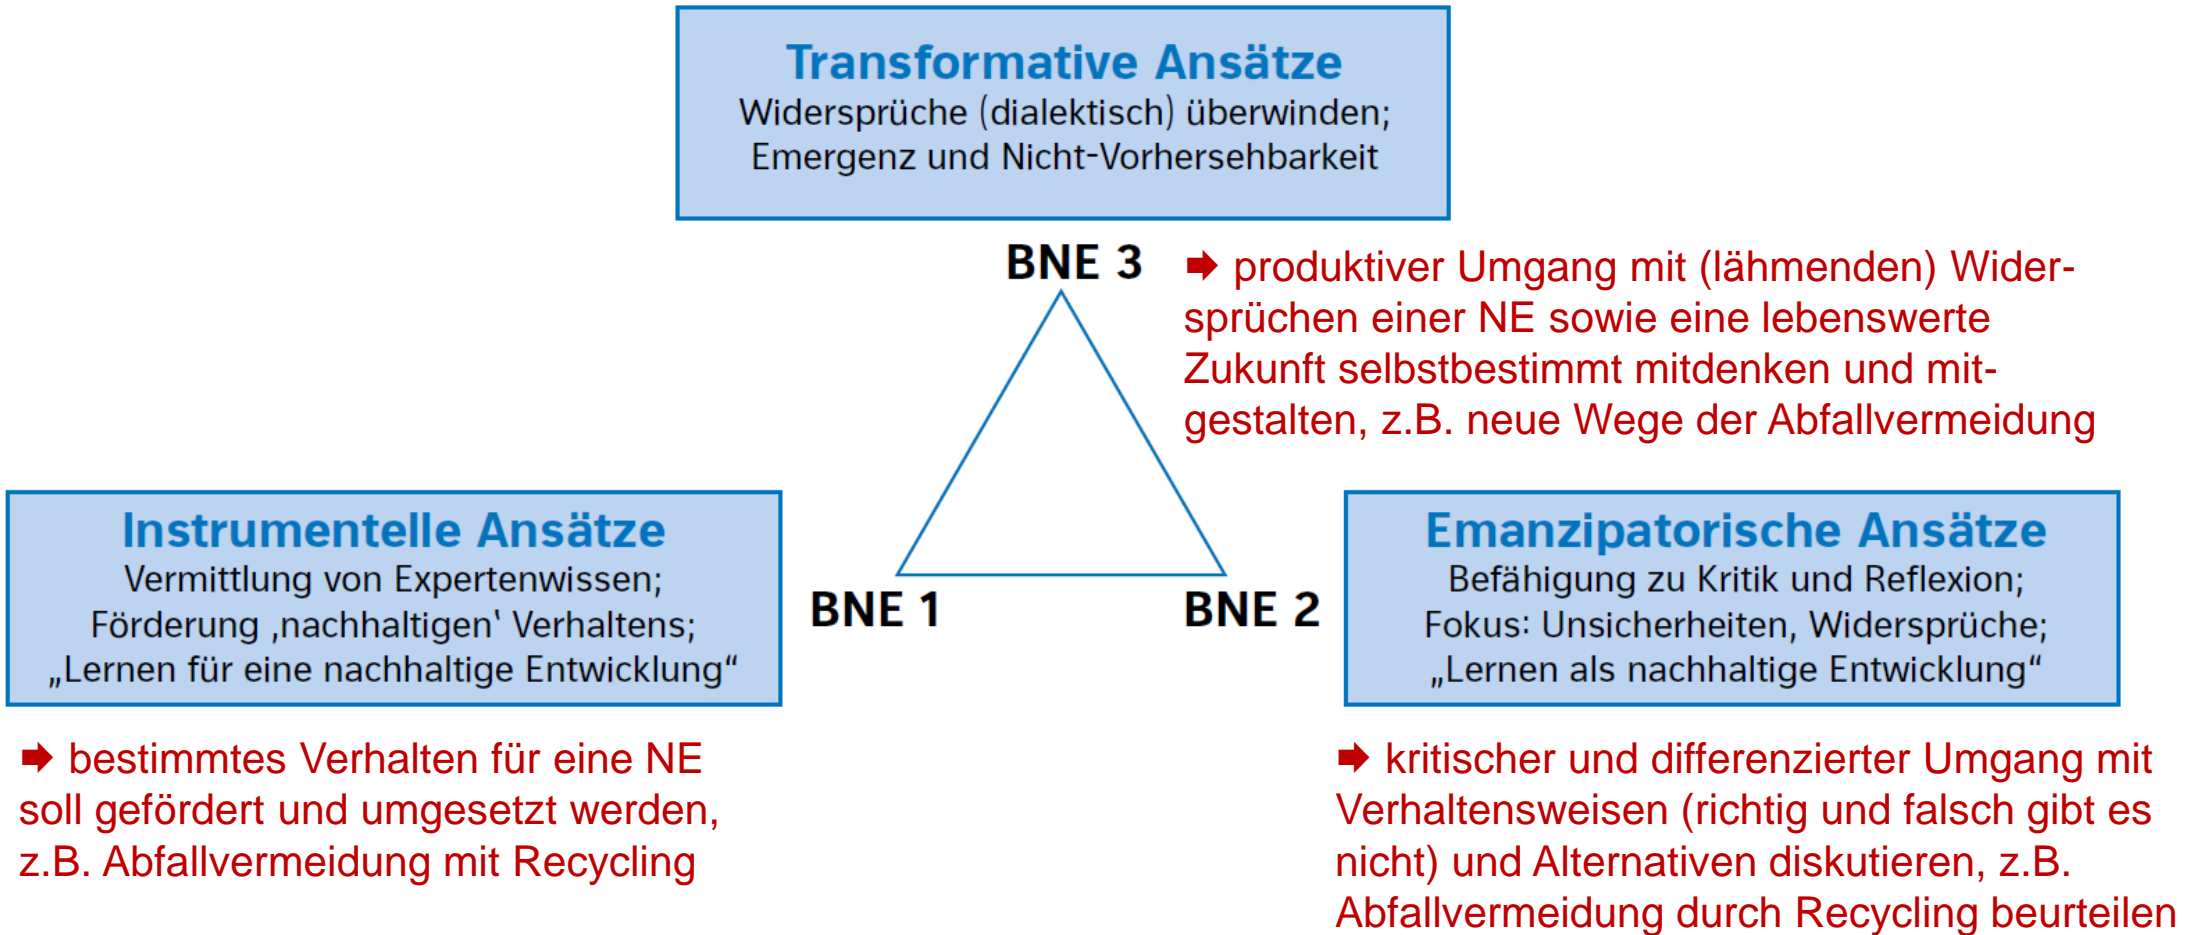 Transformative Ansätze
Widersprüche (dialektisch) überwinden;
Emergenz und Nicht-Vorhersehbarkeit
BNE 3
➡ produktiver Umgang mit (lähmenden) Wider-
sprüchen einer NE sowie eine lebenswerte
Zukunft selbstbestimmt mitdenken und mit-
gestalten, z.B. neue Wege der Abfallvermeidung
Instrumentelle Ansätze
Vermittlung von Expertenwissen;
Förderung ‚nachhaltigen‛ Verhaltens;
„Lernen für eine nachhaltige Entwicklung“
BNE 1
BNE 2
Emanzipatorische Ansätze
Befähigung zu Kritik und Reflexion;
Fokus: Unsicherheiten, Widersprüche;
„Lernen als nachhaltige Entwicklung“
➡ bestimmtes Verhalten für eine NE
soll gefördert und umgesetzt werden,
z.B. Abfallvermeidung mit Recycling
➡ kritischer und differenzierter Umgang mit
Verhaltensweisen (richtig und falsch gibt es
nicht) und Alternativen diskutieren, z.B.
Abfallvermeidung durch Recycling beurteilen